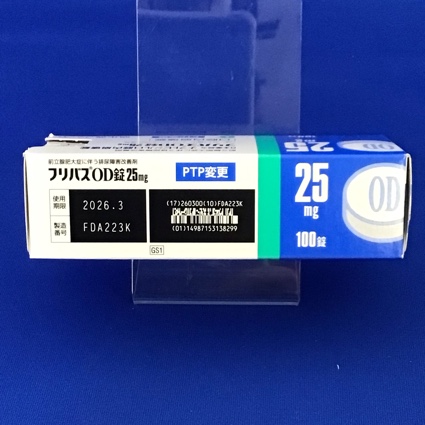 前立腺肥大症に伴う排尿障害改善剤
フリバスOD錠25mg
PTP変更
使用
期限
2026.3
製造
番号
FDA223K
(17)260300(10)FDA223K
(01)14987153138299
GS1
25
mg
100錠
OD
25
OD